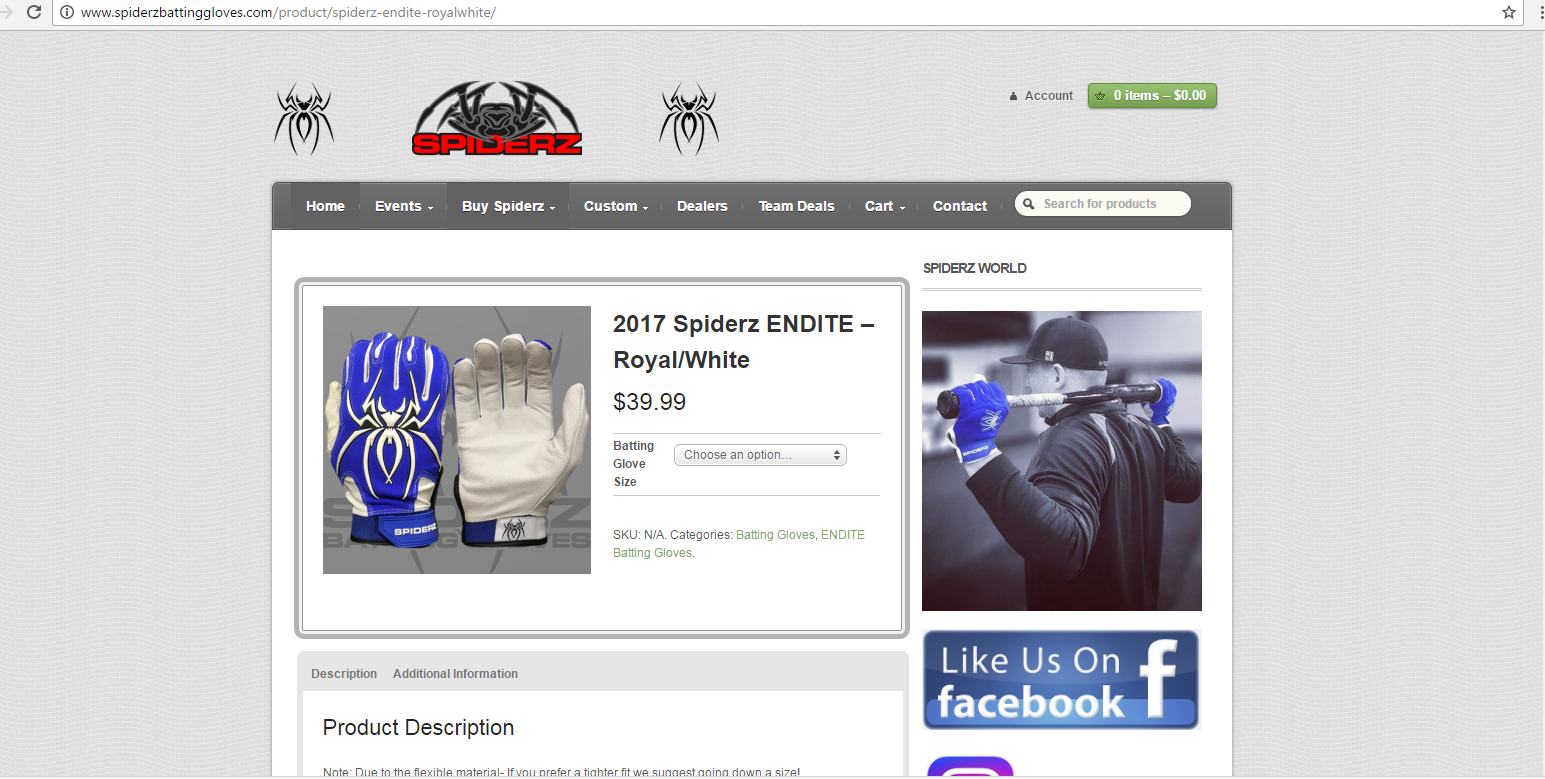 www.spiderzbattinggloves.com/product/spiderz-endite-royalwhite/
SPIDERZ
Account
0 items – $0.00
Home
Events
Buy Spiderz
Custom
Dealers
Team Deals
Cart
Contact
Search for products
SPIDERZ WORLD
2017 Spiderz ENDITE –
Royal/White
$39.99
Batting
Glove
Size
Choose an option…
SKU: N/A. Categories: Batting Gloves, ENDITE
Batting Gloves.
SPIDERZ
SPIDERZ
BATTING GLOVES
SPIDERZ
Like Us On
facebook
Description
Additional Information
Product Description
Note: Due to the flexible material- If you prefer a tighter fit we suggest going down a size!